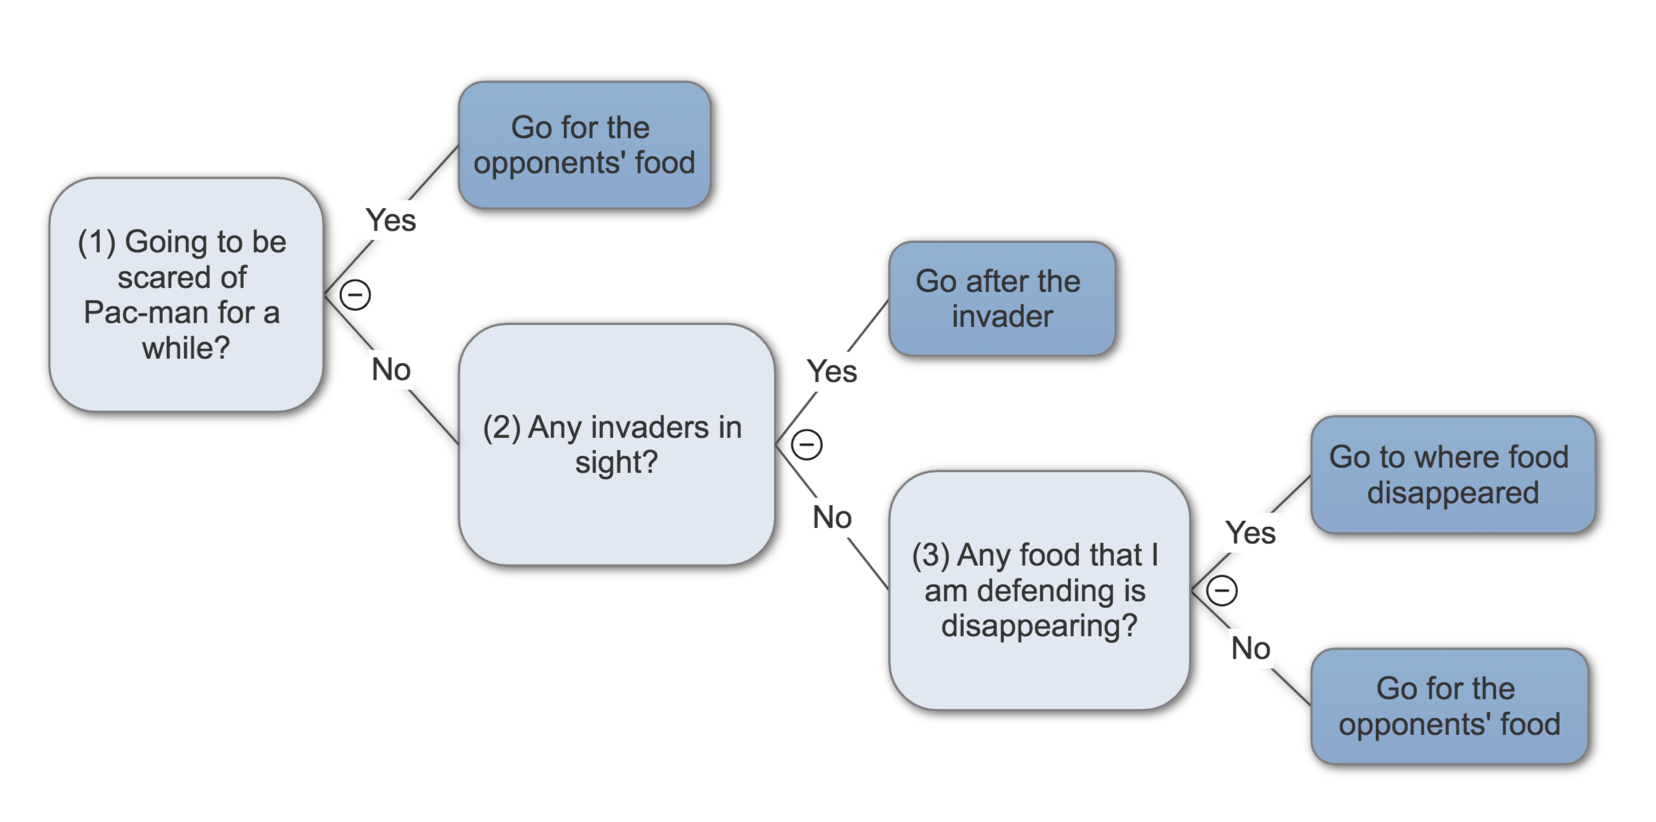 (1) Going to be
scared of
Pac-man for a
while?
Yes
Go for the
opponents' food
No
(2) Any invaders in
sight?
Yes
Go after the
invader
No
(3) Any food that I
am defending is
disappearing?
Yes
Go to where food
disappeared
No
Go for the
opponents' food